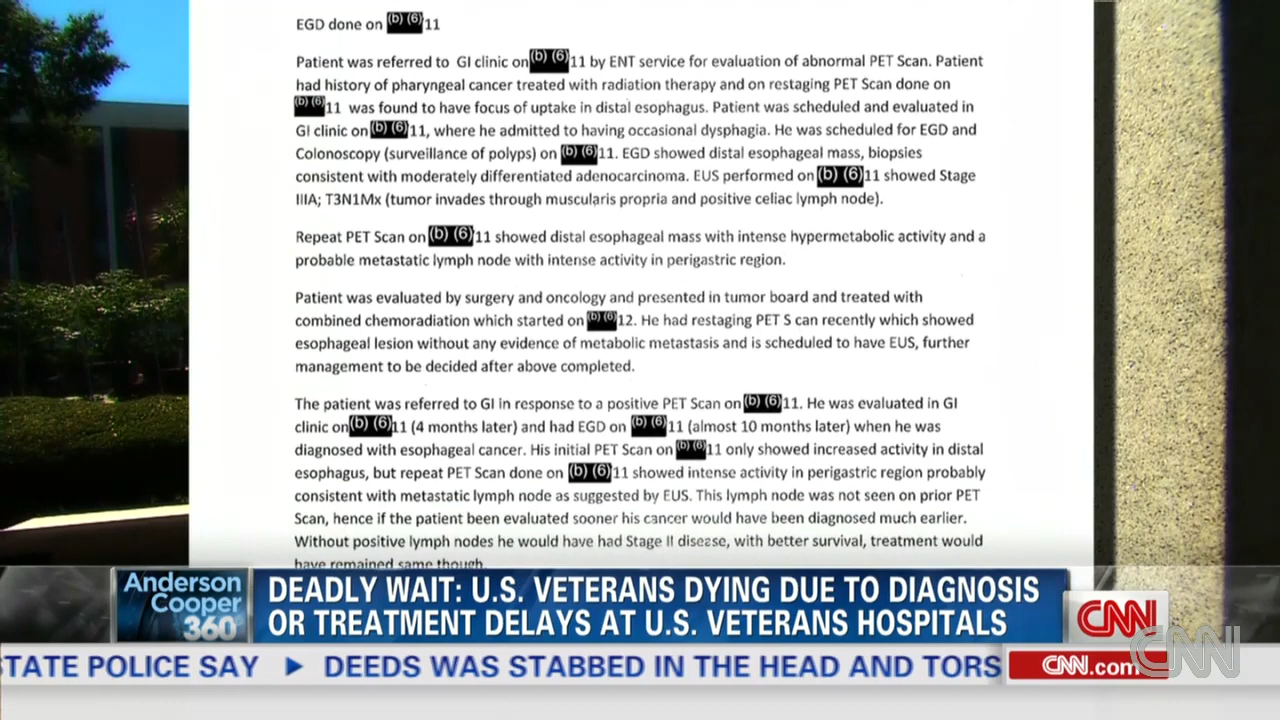 EGD done on (b) (6) 11
Patient was referred to GI clinic on (b) (6) 11 by ENT service for evaluation of abnormal PET Scan. Patient
had history of pharyngeal cancer treated with radiation therapy and on restaging PET Scan done on
(b) (6) 11 was found to have focus of uptake in distal esophagus. Patient was scheduled and evaluated in
GI clinic on (b) (6) 11, where he admitted to having occasional dysphagia. He was scheduled for EGD and
Colonoscopy (surveillance of polyps) on (b) (6) 11. EGD showed distal esophageal mass, biopsies
consistent with moderately differentiated adenocarcinoma. EUS performed on (b) (6) 11 showed Stage
IIIA; T3N1Mx (tumor invades through muscularis propria and positive celiac lymph node).
Repeat PET Scan on (b) (6) 11 showed distal esophageal mass with intense hypermetabolic activity and a
probable metastatic lymph node with intense activity in perigastric region.
Patient was evaluated by surgery and oncology and presented in tumor board and treated with
combined chemoradiation which started on (b) (6) 12. He had restaging PET S can recently which showed
esophageal lesion without any evidence of metabolic metastasis and is scheduled to have EUS, further
management to be decided after above completed.
The patient was referred to GI in response to a positive PET Scan on (b) (6) 11. He was evaluated in GI
clinic on (b) (6) 11 (4 months later) and had EGD on (b) (6) 11 (almost 10 months later) when he was
diagnosed with esophageal cancer. His initial PET Scan on (b) (6) 11 only showed increased activity in distal
esophagus, but repeat PET Scan done on (b) (6) 11 showed intense activity in perigastric region probably
consistent with metastatic lymph node as suggested by EUS. This lymph node was not seen on prior PET
Scan, hence if the patient been evaluated sooner his cancer would have been diagnosed much earlier.
Without positive lymph nodes he would have had Stage II disease, with better survival, treatment would
have remained same though.
Anderson
Cooper
360°
DEADLY WAIT: U.S. VETERANS DYING DUE TO DIAGNOSIS
OR TREATMENT DELAYS AT U.S. VETERANS HOSPITALS
CNN
STATE POLICE SAY ► DEEDS WAS STABBED IN THE HEAD AND TORS
CNN.com
CNN